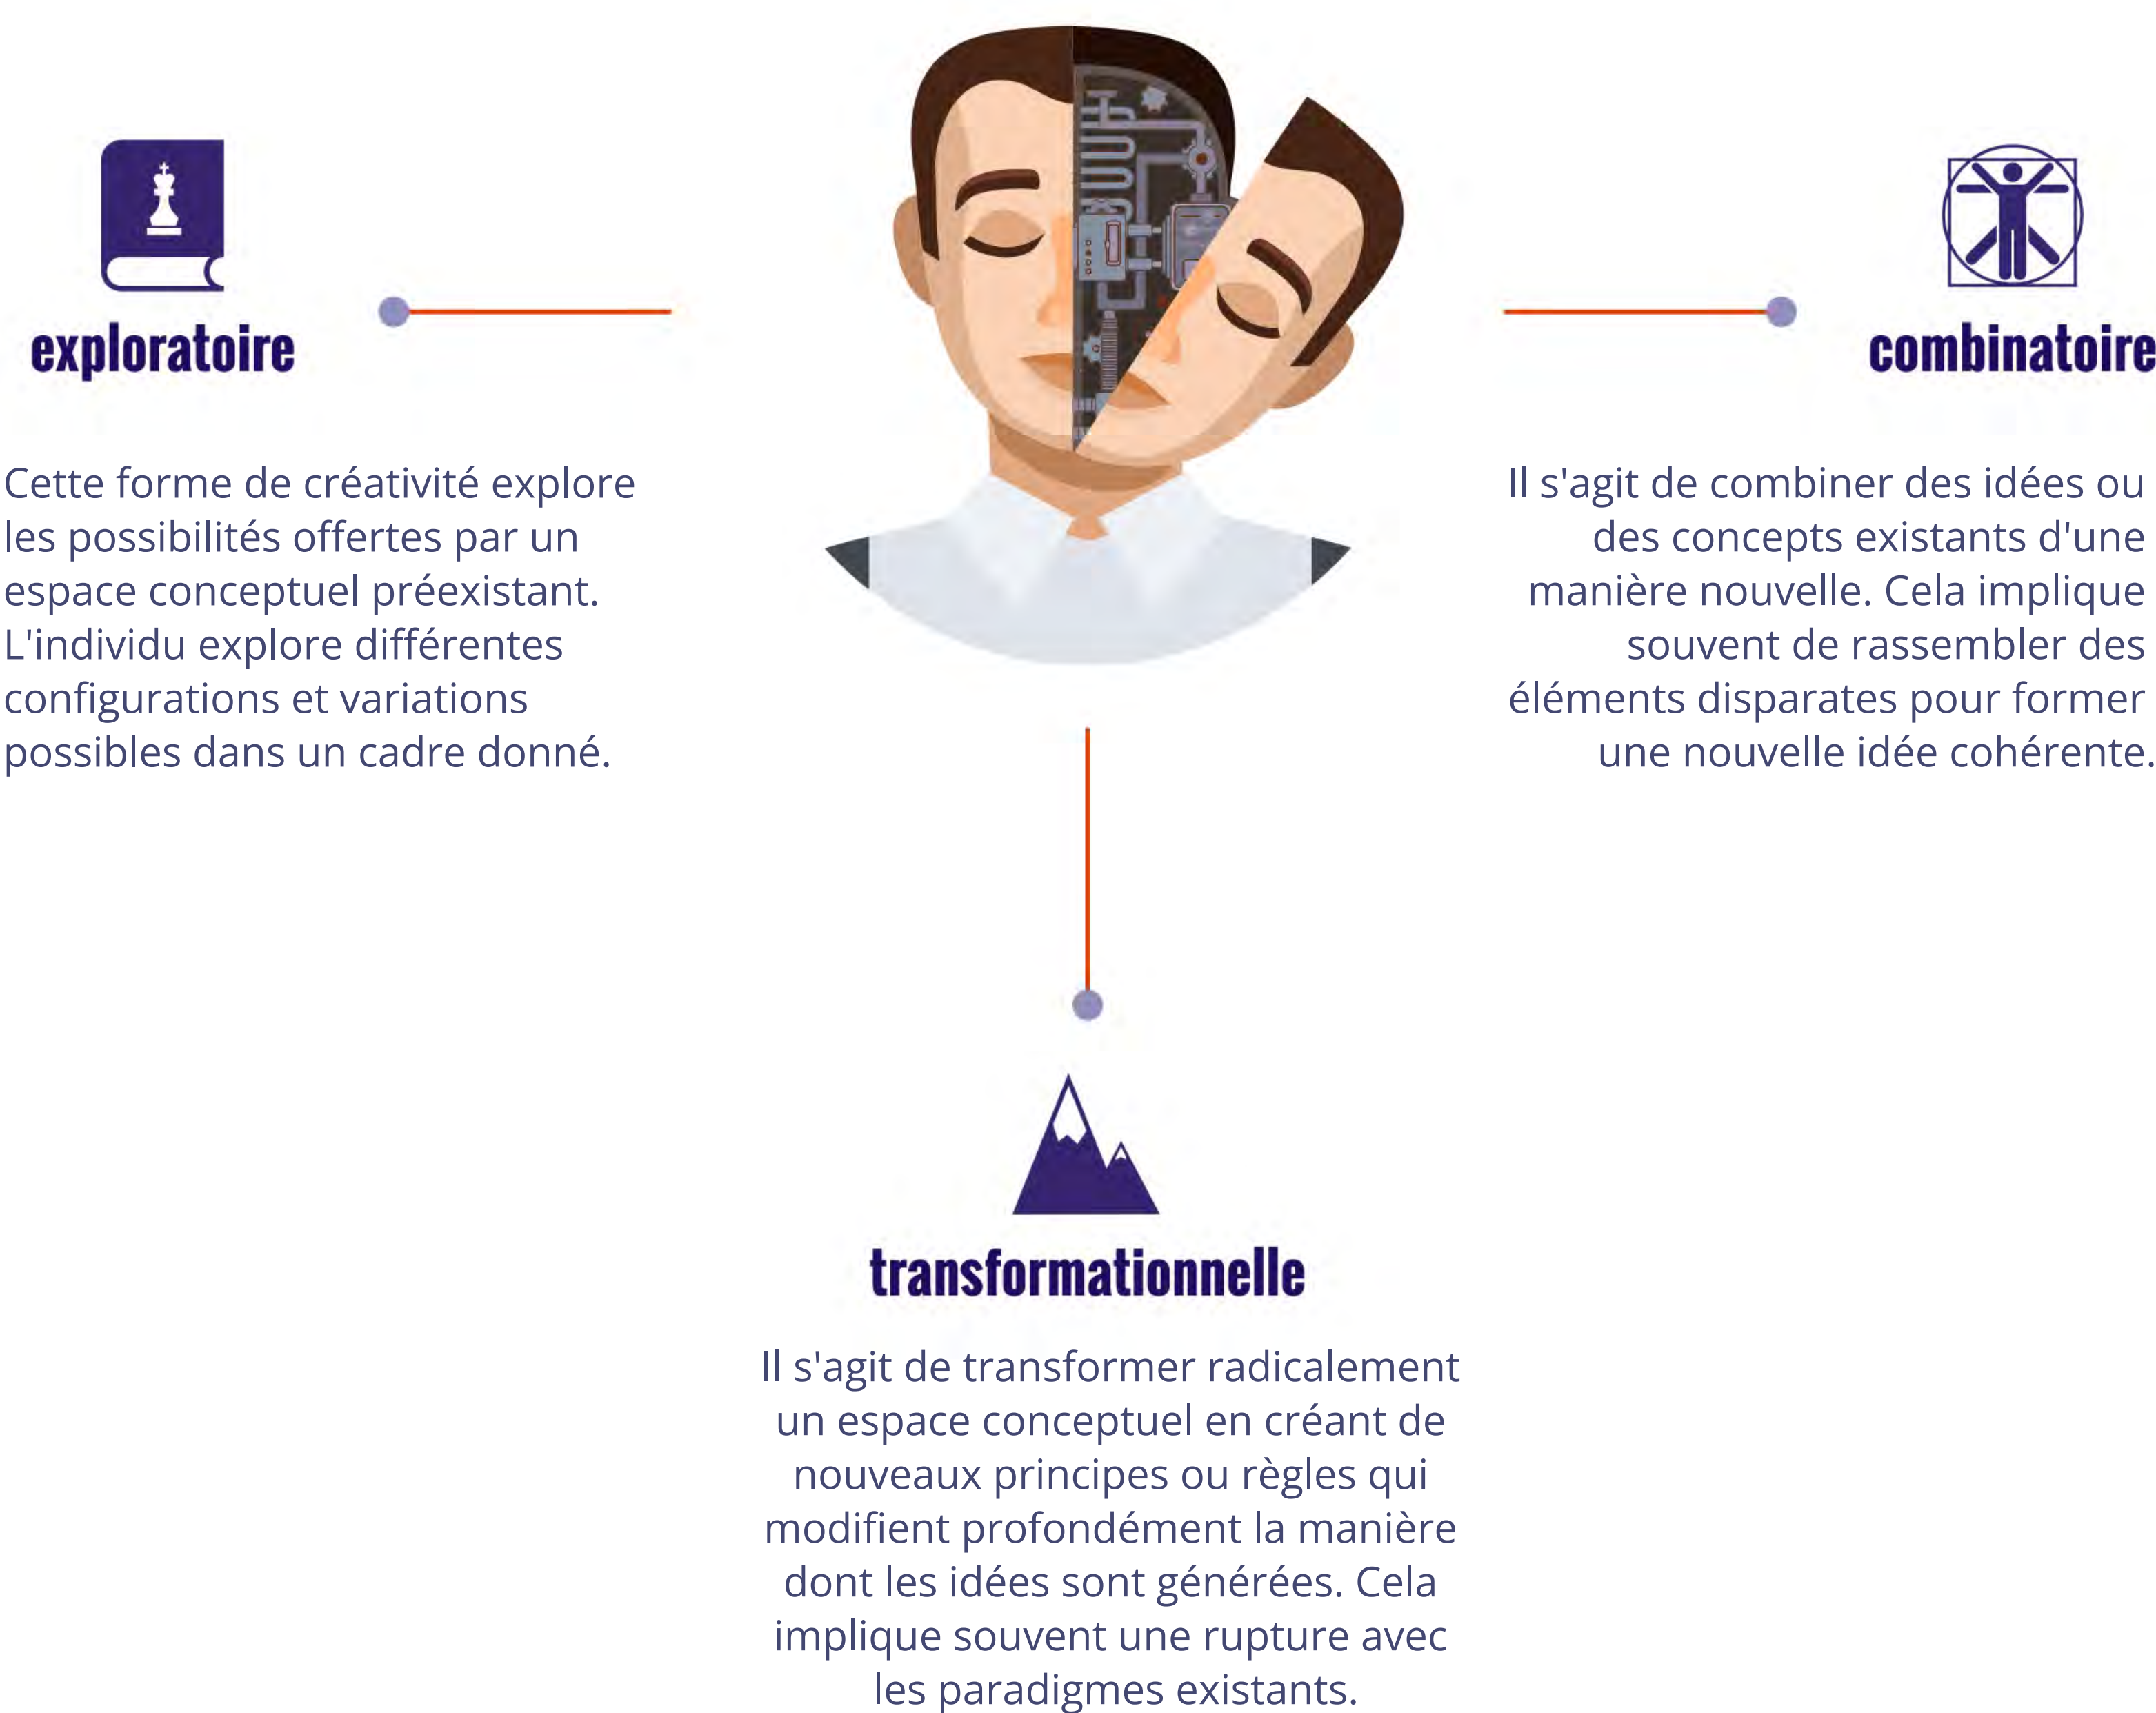 exploratoire
Cette forme de créativité explore
les possibilités offertes par un
espace conceptuel préexistant.
L'individu explore différentes
configurations et variations
possibles dans un cadre donné.
combinatoire
Il s'agit de combiner des idées ou
des concepts existants d'une
manière nouvelle. Cela implique
souvent de rassembler des
éléments disparates pour former
une nouvelle idée cohérente.
transformationnelle
Il s'agit de transformer radicalement
un espace conceptuel en créant de
nouveaux principes ou règles qui
modifient profondément la manière
dont les idées sont générées. Cela
implique souvent une rupture avec
les paradigmes existants.